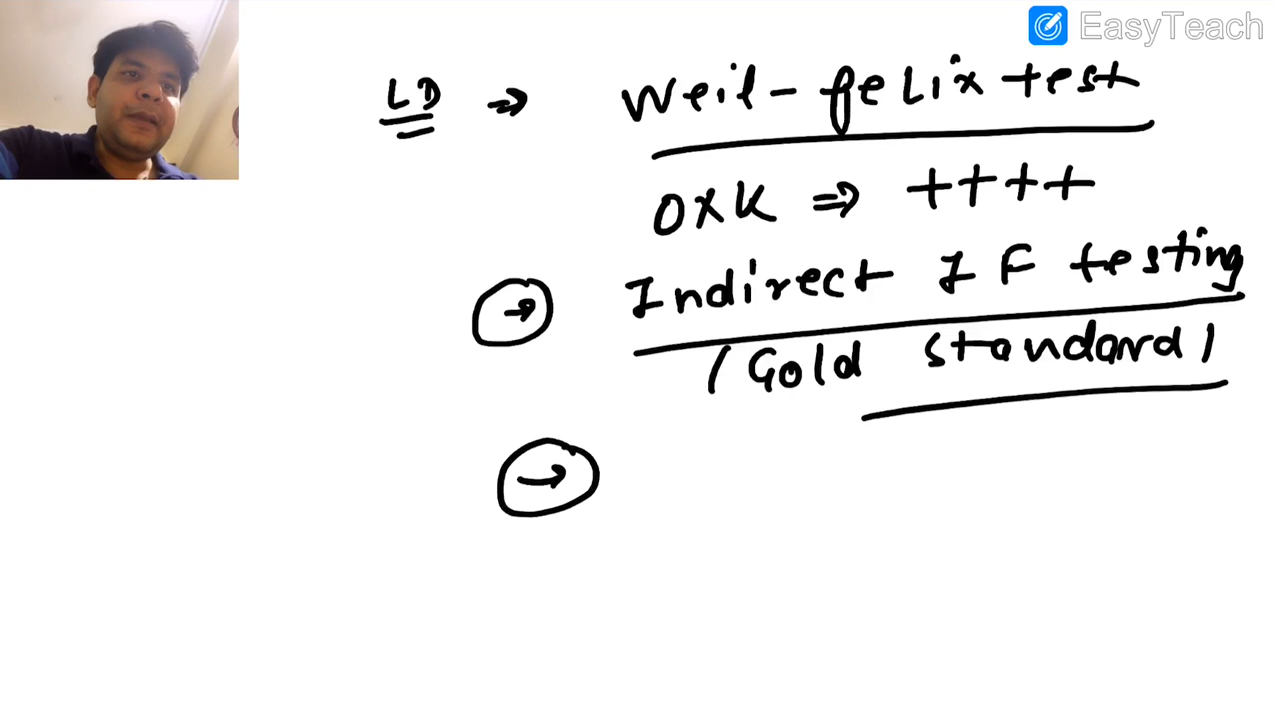 EasyTeach
LD ⇒ Weil-felix test
OXK ⇒ ++++
→ Indirect IF testing
(Gold standard)
→